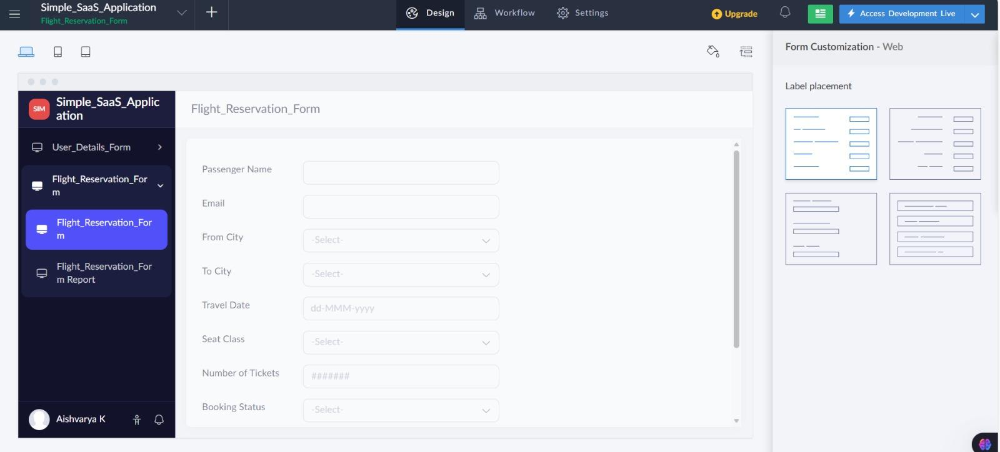 Simple_SaaS_Application
Flight_Reservation_Form
Design
Workflow
Settings
Upgrade
Access Development Live
Form Customization - Web
Label placement
SIM
Simple_SaaS_Applic
ation
User_Details_Form
Flight_Reservation_For
m
Flight_Reservation_For
m
Flight_Reservation_For
m Report
Aishvarya K
Flight_Reservation_Form
Passenger Name
Email
From City
-Select-
To City
-Select-
Travel Date
dd-MMM-yyyy
Seat Class
-Select-
Number of Tickets
#######
Booking Status
-Select-